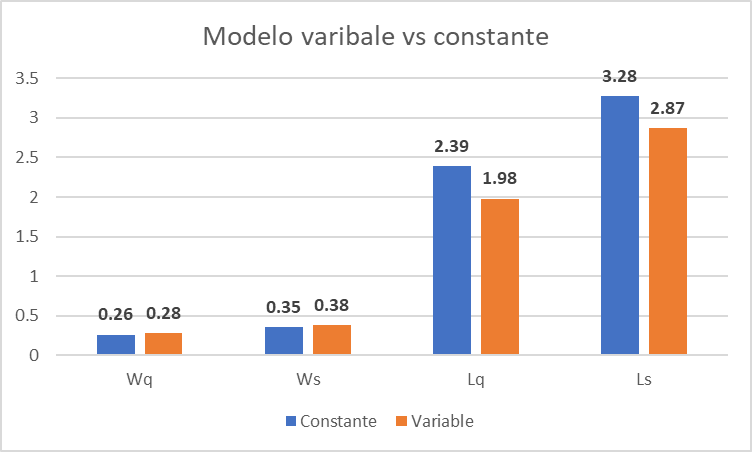 Modelo varibale vs constante
3.5
3
2.5
2
1.5
1
0.5
0
0.26
0.28
0.35
0.38
2.39
1.98
3.28
2.87
Wq
Ws
Lq
Ls
Constante
Variable